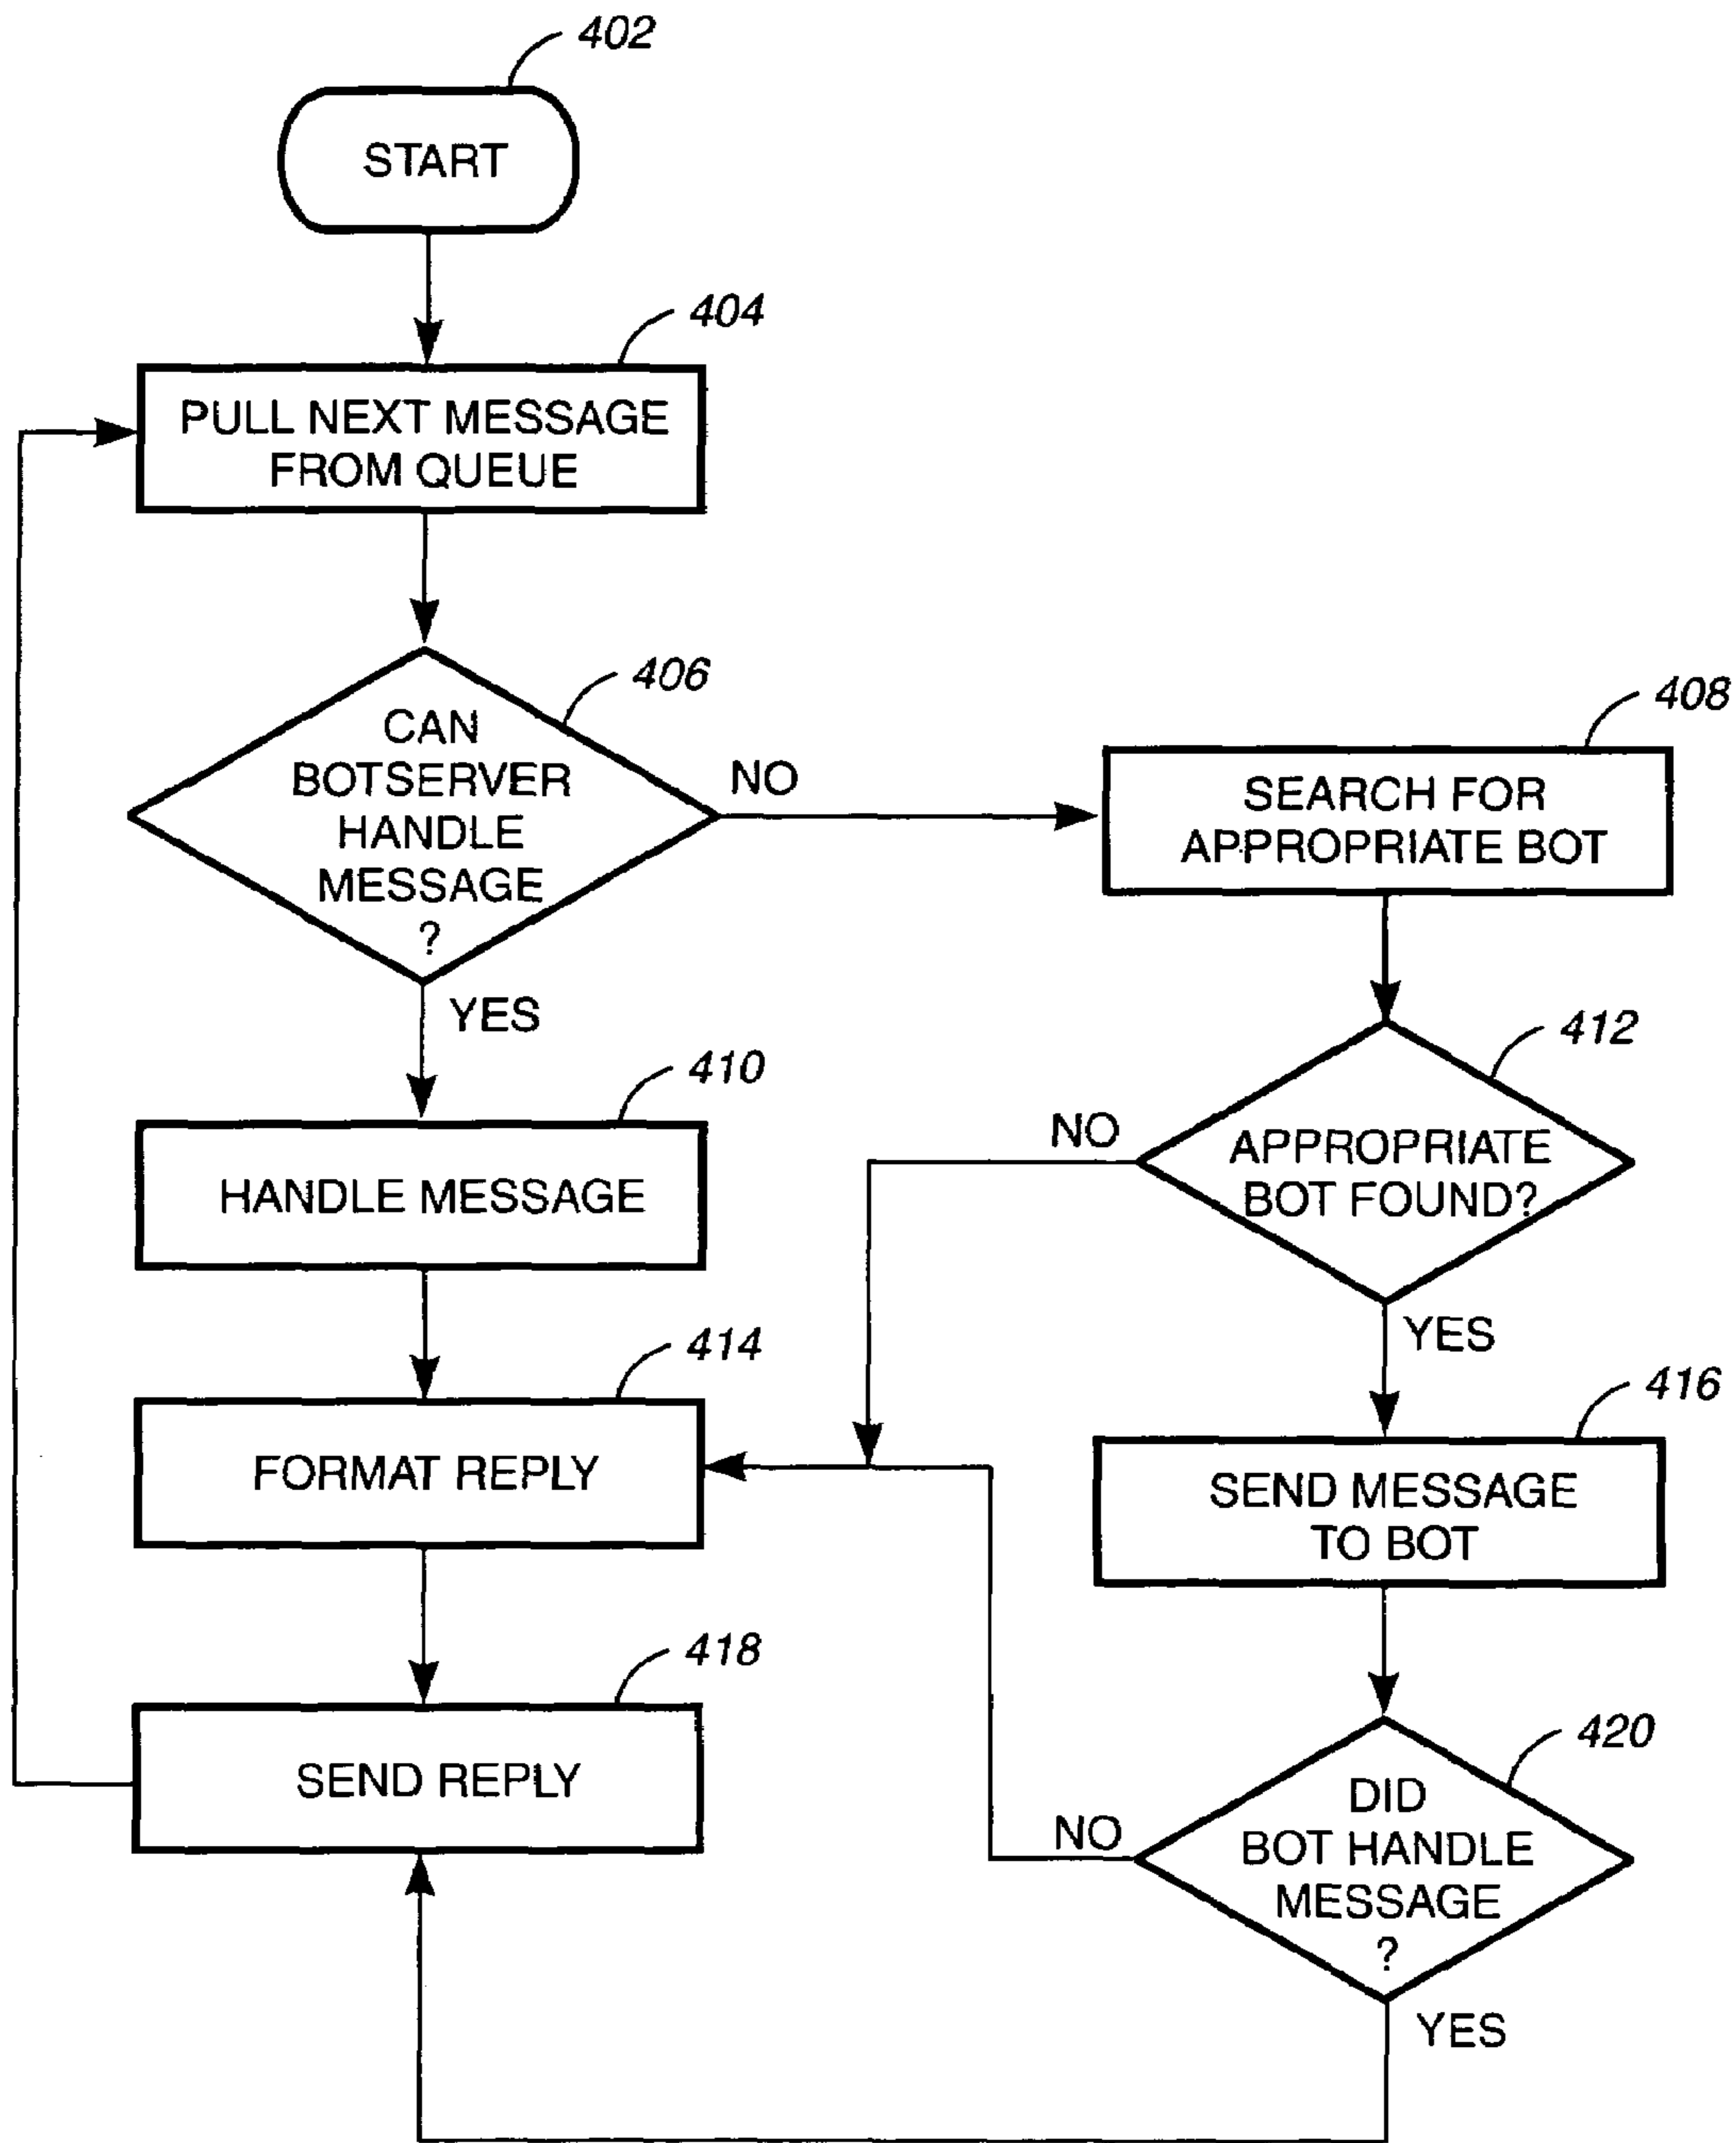 402
START
404
PULL NEXT MESSAGE
FROM QUEUE
406
CAN
BOTSERVER
HANDLE
MESSAGE
?
NO
YES
408
SEARCH FOR
APPROPRIATE BOT
410
HANDLE MESSAGE
412
APPROPRIATE
BOT FOUND?
NO
YES
414
FORMAT REPLY
416
SEND MESSAGE
TO BOT
418
SEND REPLY
420
DID
BOT HANDLE
MESSAGE
?
NO
YES